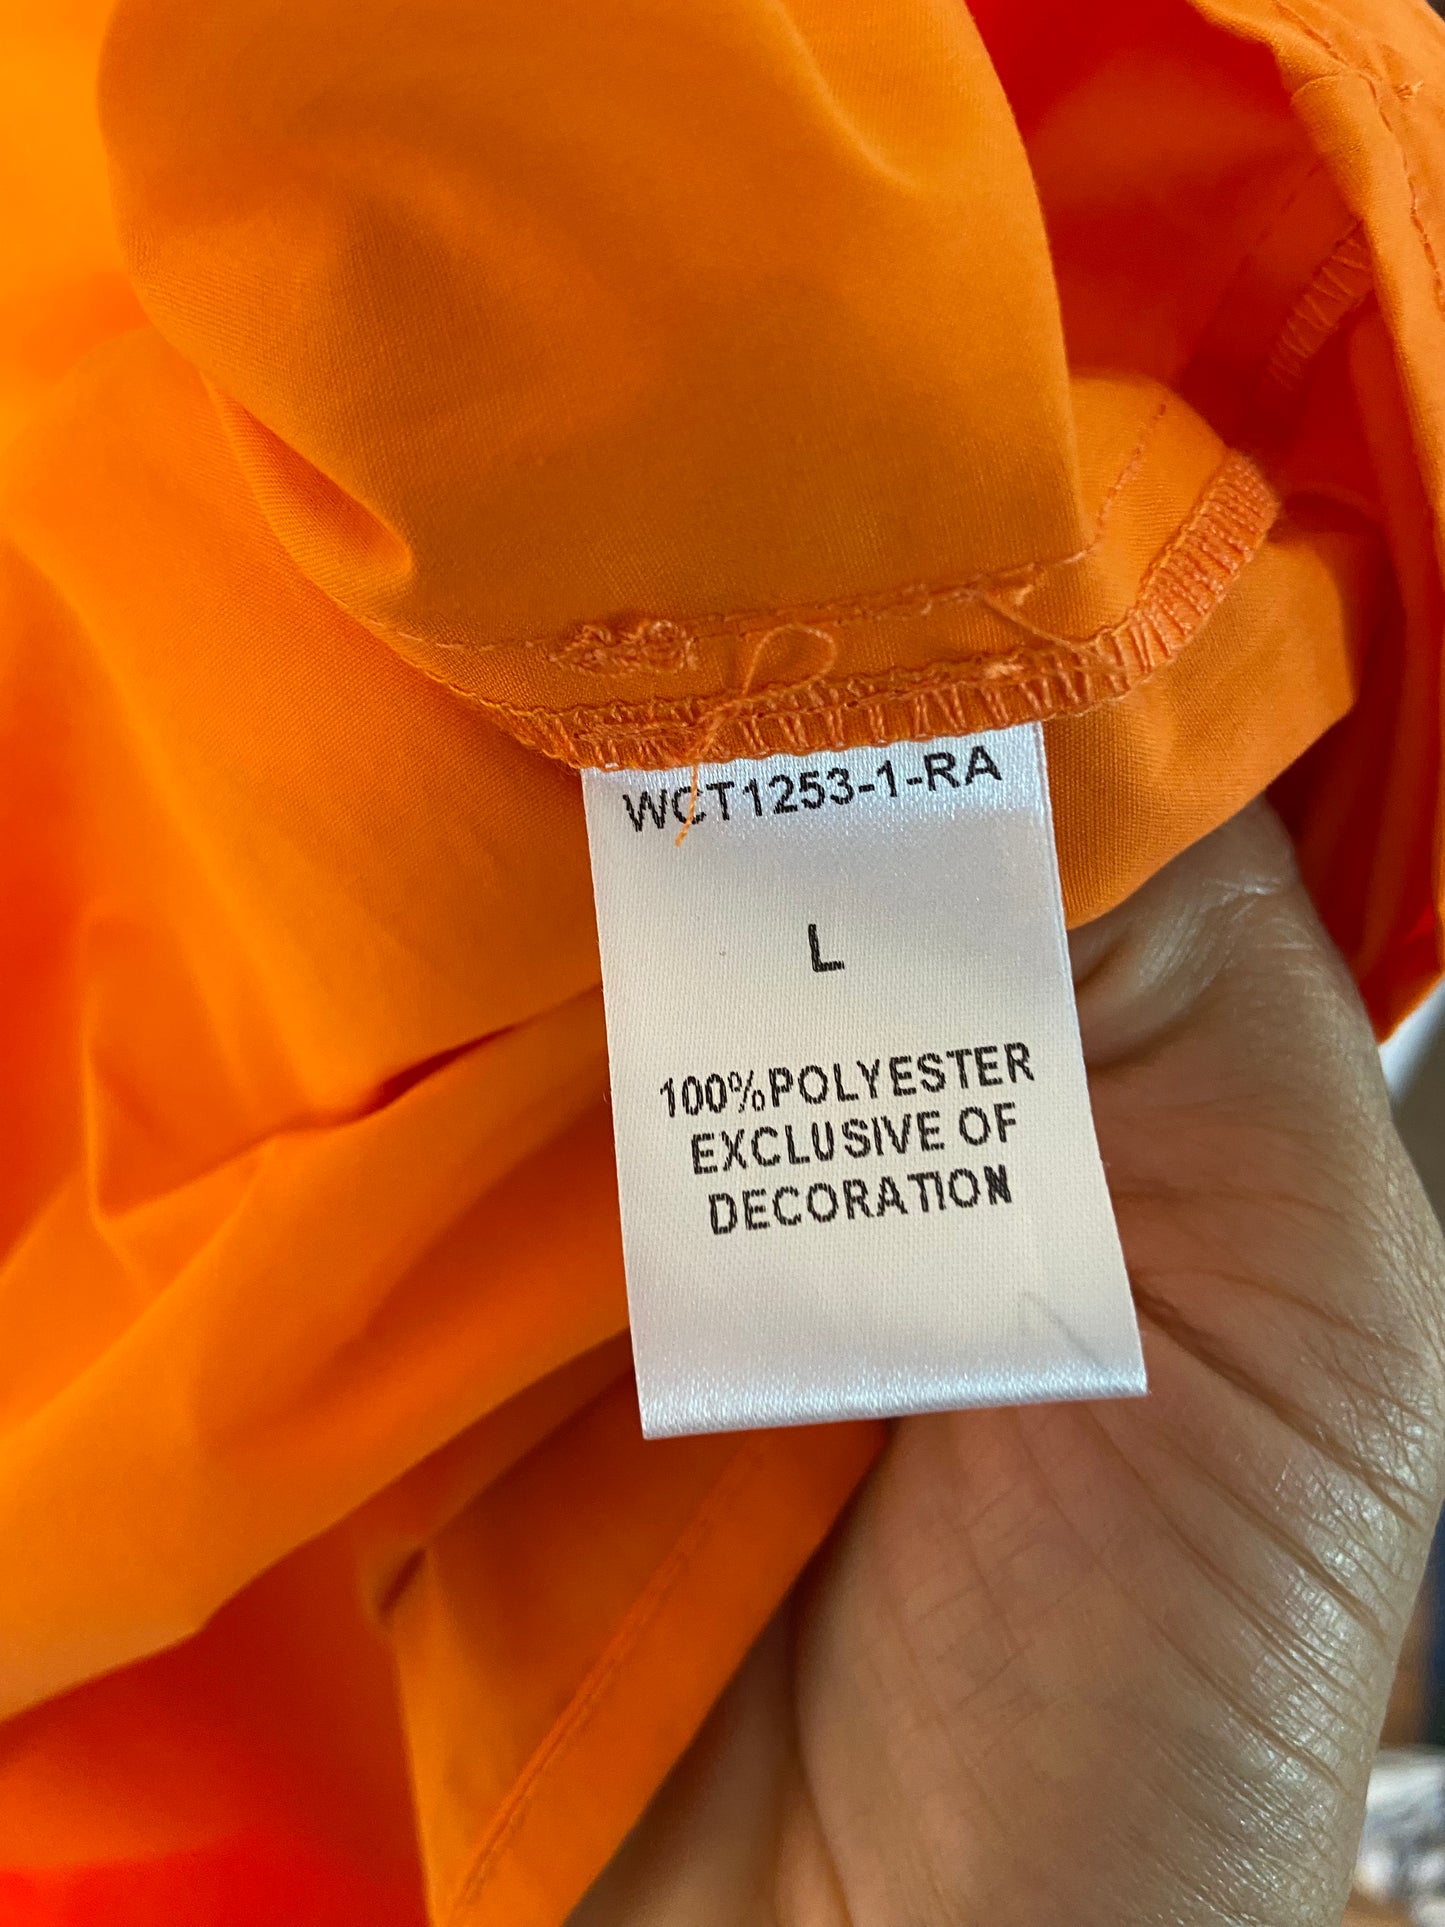 WCT1253-1-RA
L
100%POLYESTER
EXCLUSIVE OF
DECORATION